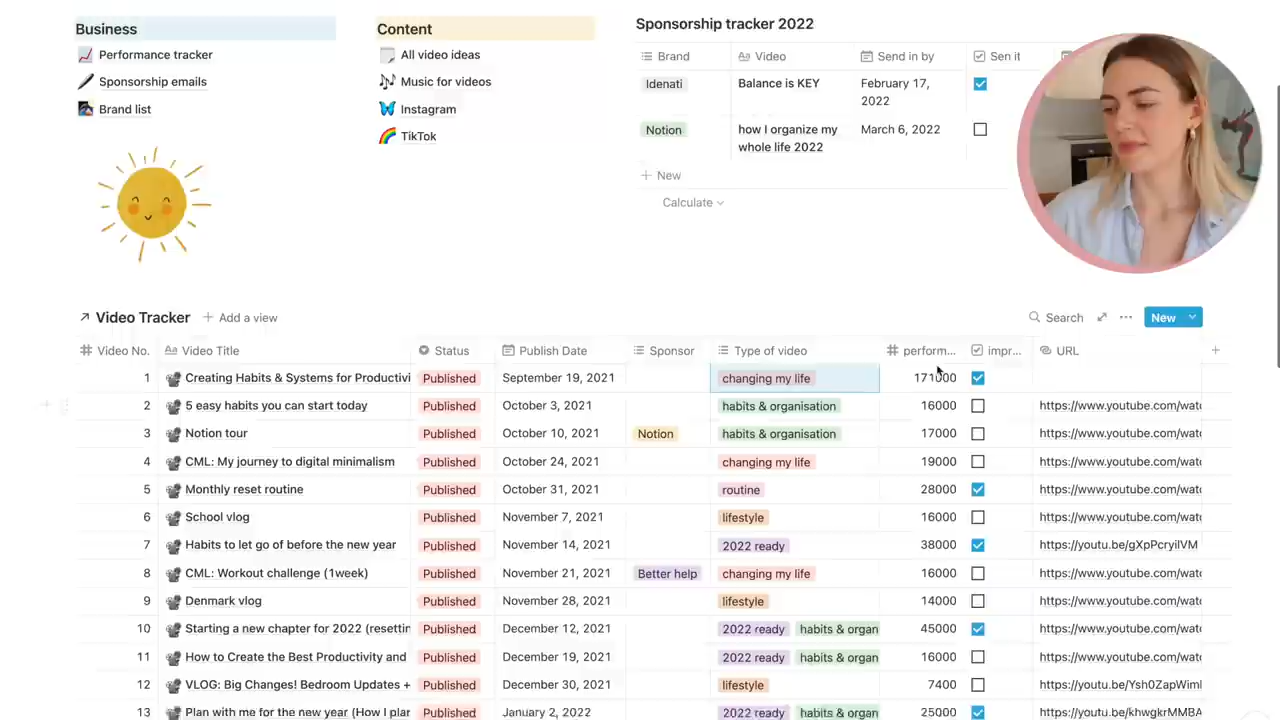 Business
Performance tracker
Sponsorship emails
Brand list
Content
All video ideas
Music for videos
Instagram
TikTok
Sponsorship tracker 2022
Brand Video Send in by Sen it
Idenati Balance is KEY February 17, 2022
Notion how I organize my whole life 2022 March 6, 2022
+ New
Calculate
Video Tracker + Add a view Search ... New
# Video No. Aa Video Title Status Publish Date Sponsor Type of video # perform... impr... URL +
1 Creating Habits & Systems for Productivi Published September 19, 2021 changing my life 171000
2 5 easy habits you can start today Published October 3, 2021 habits & organisation 16000 https://www.youtube.com/watc
3 Notion tour Published October 10, 2021 Notion habits & organisation 17000 https://www.youtube.com/watc
4 CML: My journey to digital minimalism Published October 24, 2021 changing my life 19000 https://www.youtube.com/watc
5 Monthly reset routine Published October 31, 2021 routine 28000 https://www.youtube.com/watc
6 School vlog Published November 7, 2021 lifestyle 16000 https://www.youtube.com/watc
7 Habits to let go of before the new year Published November 14, 2021 2022 ready 38000 https://youtu.be/gXpPcryilVM
8 CML: Workout challenge (1week) Published November 21, 2021 Better help changing my life 16000 https://www.youtube.com/watc
9 Denmark vlog Published November 28, 2021 lifestyle 14000 https://www.youtube.com/watc
10 Starting a new chapter for 2022 (resettin Published December 12, 2021 2022 ready habits & organ 45000 https://www.youtube.com/watc
11 How to Create the Best Productivity and Published December 19, 2021 2022 ready habits & organ 16000 https://www.youtube.com/watc
12 VLOG: Big Changes! Bedroom Updates + Published December 30, 2021 lifestyle 7400 https://youtu.be/Ysh0ZapWiml
13 Plan with me for the new year (How I plar Published January 2, 2022 2022 ready habits & organ 25000 https://youtu.be/khwgkrMMBA